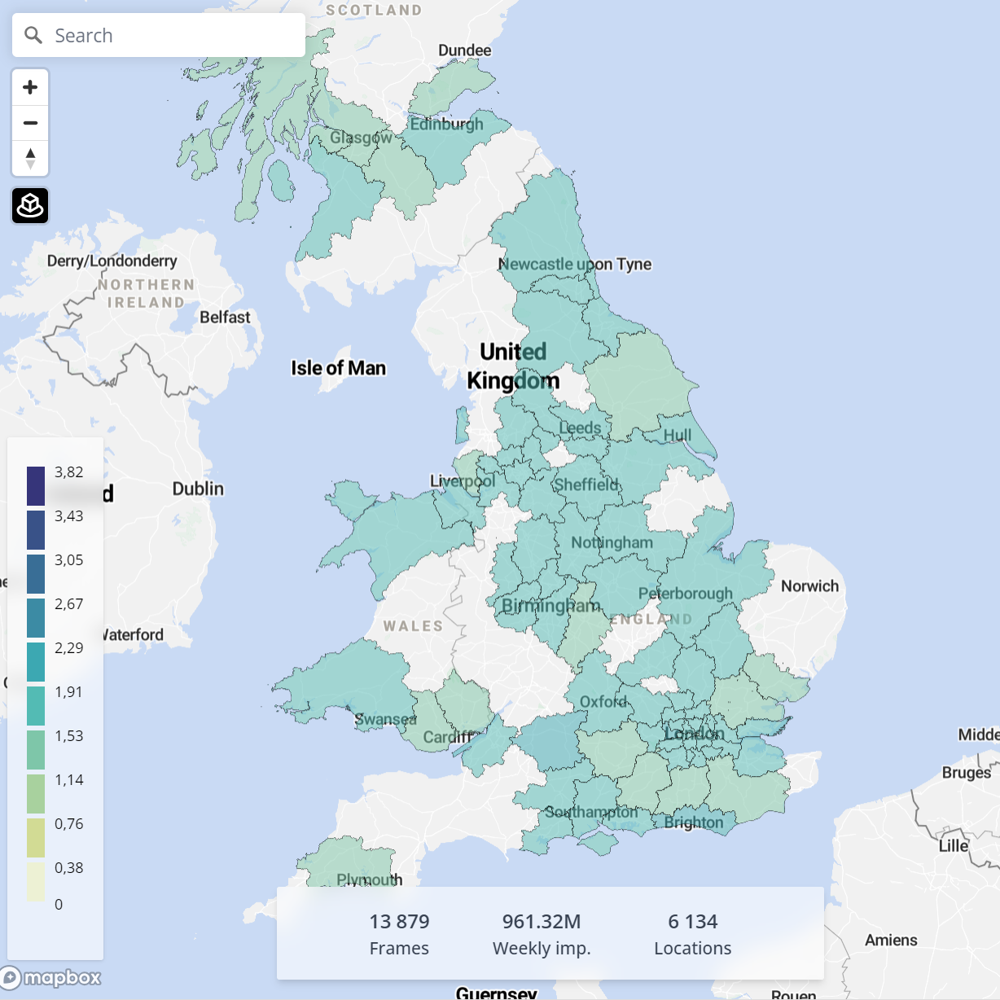 SCOTLAND
Search
Dundee
Edinburgh
Glasgow
Derry/Londonderry
NORTHERN
IRELAND
Belfast
Newcastle upon Tyne
Isle of Man
United
Kingdom
Leeds
Hull
Liverpool
Sheffield
Dublin
Nottingham
Norwich
Peterborough
Birmingham
ENGLAND
WALES
Waterford
Oxford
Swansea
Cardiff
London
Southampton
Brighton
Plymouth
Midde
Bruges
Lille
Amiens
Rouen
Guernsey
d
3,82
3,43
3,05
2,67
2,29
1,91
1,53
1,14
0,76
0,38
0
13 879
Frames
961.32M
Weekly imp.
6 134
Locations
mapbox